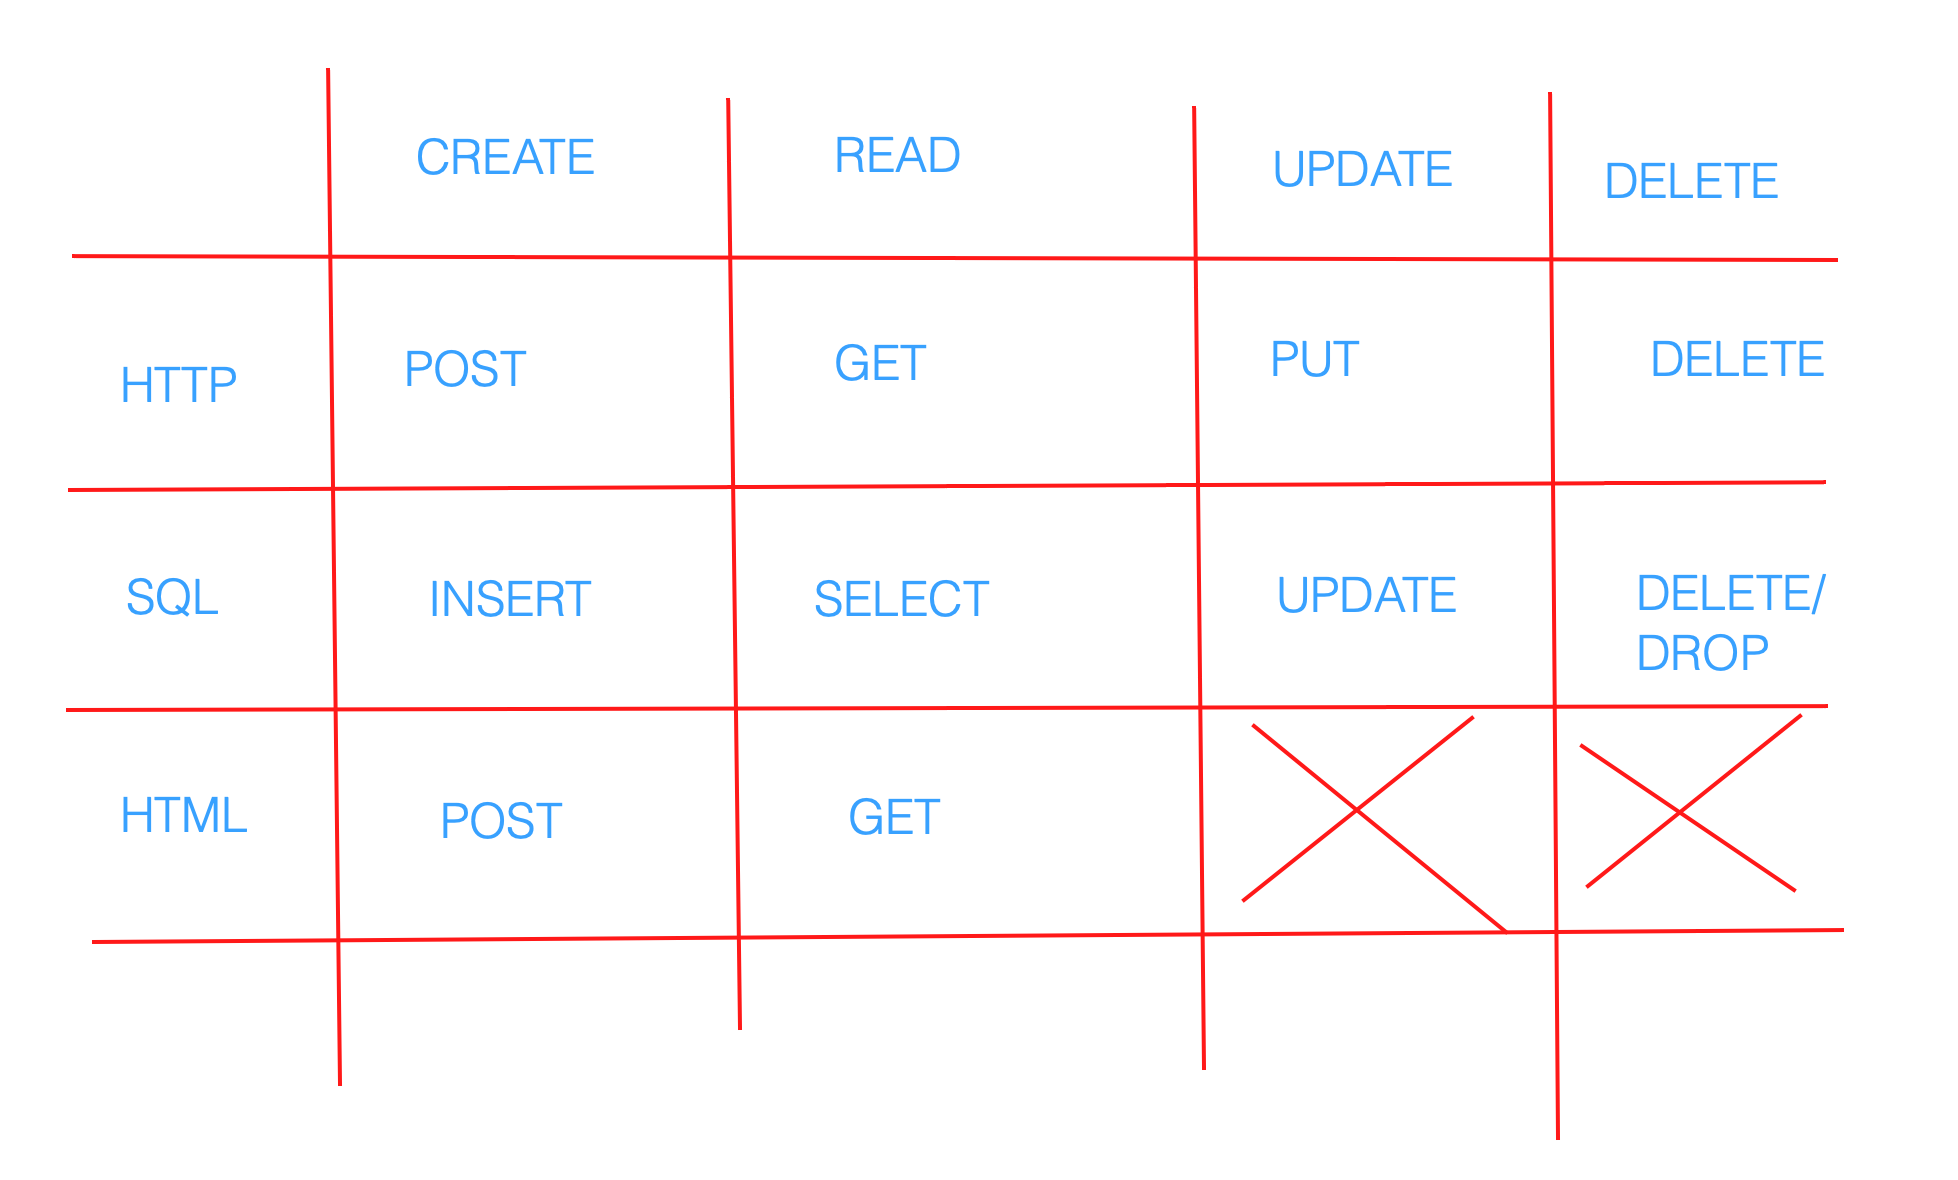 CREATE READ UPDATE DELETE
HTTP POST GET PUT DELETE
SQL INSERT SELECT UPDATE DELETE/
DROP
HTML POST GET